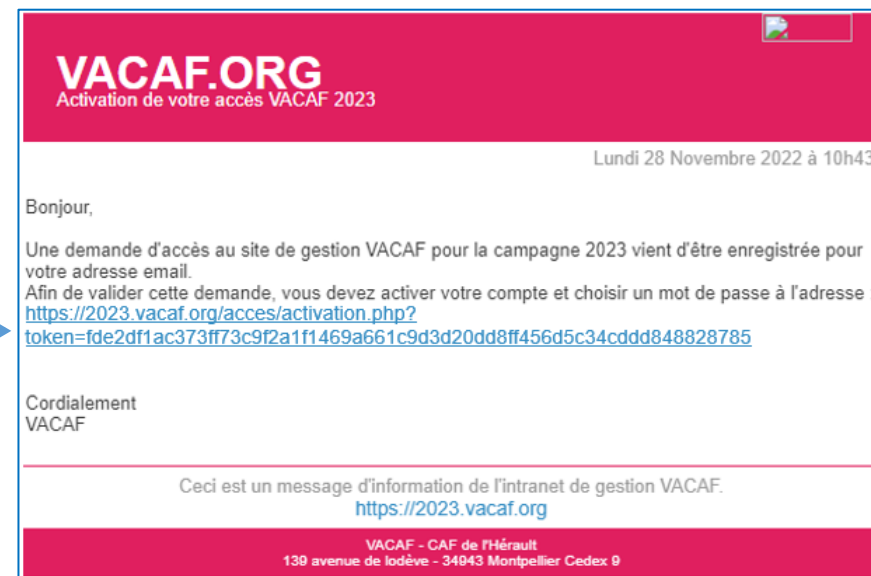 VACAF.ORG
Activation de votre accès VACAF 2023
Lundi 28 Novembre 2022 à 10h43
Bonjour,
Une demande d'accès au site de gestion VACAF pour la campagne 2023 vient d'être enregistrée pour
votre adresse email.
Afin de valider cette demande, vous devez activer votre compte et choisir un mot de passe à l'adresse :
https://2023.vacaf.org/acces/activation.php?
token=fde2df1ac373ff73c9f2a1f1469a661c9d3d20dd8ff456d5c34cddd848828785
Cordialement
VACAF
Ceci est un message d'information de l'intranet de gestion VACAF.
https://2023.vacaf.org
VACAF - CAF de l'Hérault
139 avenue de lodève - 34943 Montpellier Cedex 9